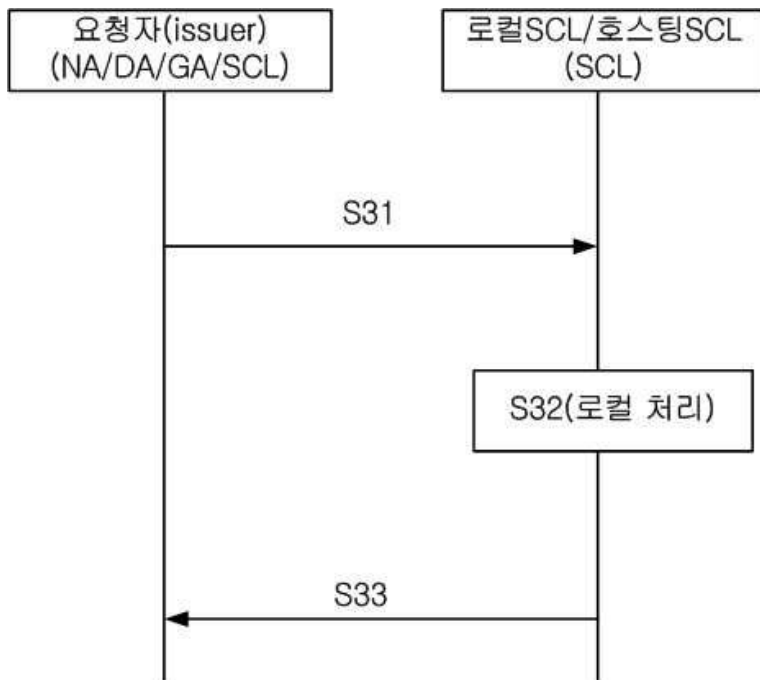 요청자(issuer)
(NA/DA/GA/SCL)
로컬SCL/호스팅SCL
(SCL)
S31
S32(로컬 처리)
S33